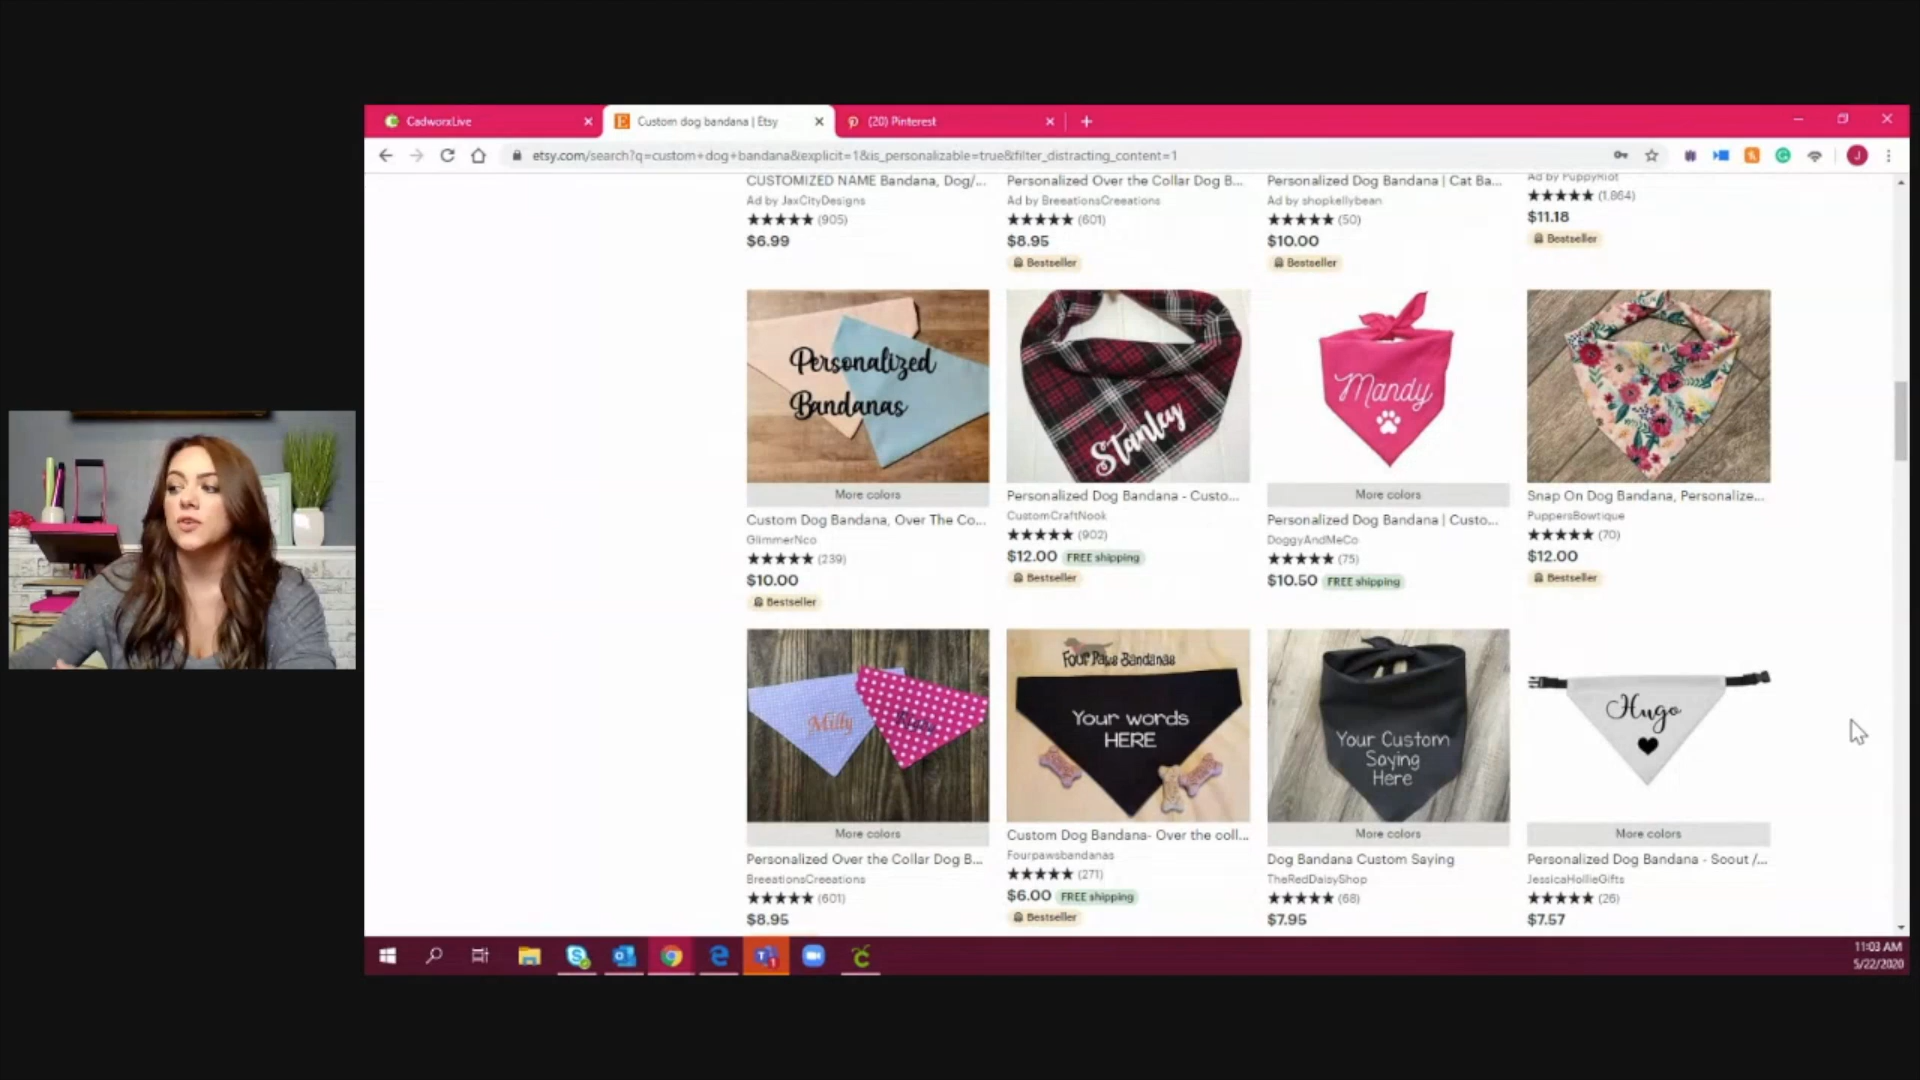 CadworxLive
Custom dog bandana | Etsy
(20) Pinterest
etsy.com/search?q=custom+dog+bandana&explicit=1&is_personalizable=true&filter_distracting_content=1
J
CUSTOMIZED NAME Bandana, Dog/...
Ad by JaxCityDesigns
★★★★★ (905)
$6.99
Personalized Over the Collar Dog B...
Ad by BreeationsCreeations
★★★★★ (601)
$8.95
Bestseller
Personalized Dog Bandana | Cat Ba...
Ad by shopkellybean
★★★★★ (50)
$10.00
Bestseller
Ad by PuppyRiot
★★★★★ (1,864)
$11.18
Bestseller
Personalized
Bandanas
More colors
Custom Dog Bandana, Over The Co...
GlimmerNco
★★★★★ (239)
$10.00
Bestseller
Stanley
Personalized Dog Bandana - Custo...
CustomCraftNook
★★★★★ (902)
$12.00 FREE shipping
Bestseller
Mandy
More colors
Personalized Dog Bandana | Custo...
DoggyAndMeCo
★★★★★ (75)
$10.50 FREE shipping
Snap On Dog Bandana, Personalize...
PuppersBowtique
★★★★★ (70)
$12.00
Bestseller
Milly
More colors
Personalized Over the Collar Dog B...
BreeationsCreeations
★★★★★ (601)
$8.95
Four Paws Bandanas
Your words
HERE
Custom Dog Bandana- Over the coll...
Fourpawsbandanas
★★★★★ (271)
$6.00 FREE shipping
Bestseller
Your Custom
Saying
Here
More colors
Dog Bandana Custom Saying
TheRedDaisyShop
★★★★★ (68)
$7.95
Hugo
More colors
Personalized Dog Bandana - Scout /...
JessicaHollieGifts
★★★★★ (26)
$7.57
11:03 AM
5/22/2020